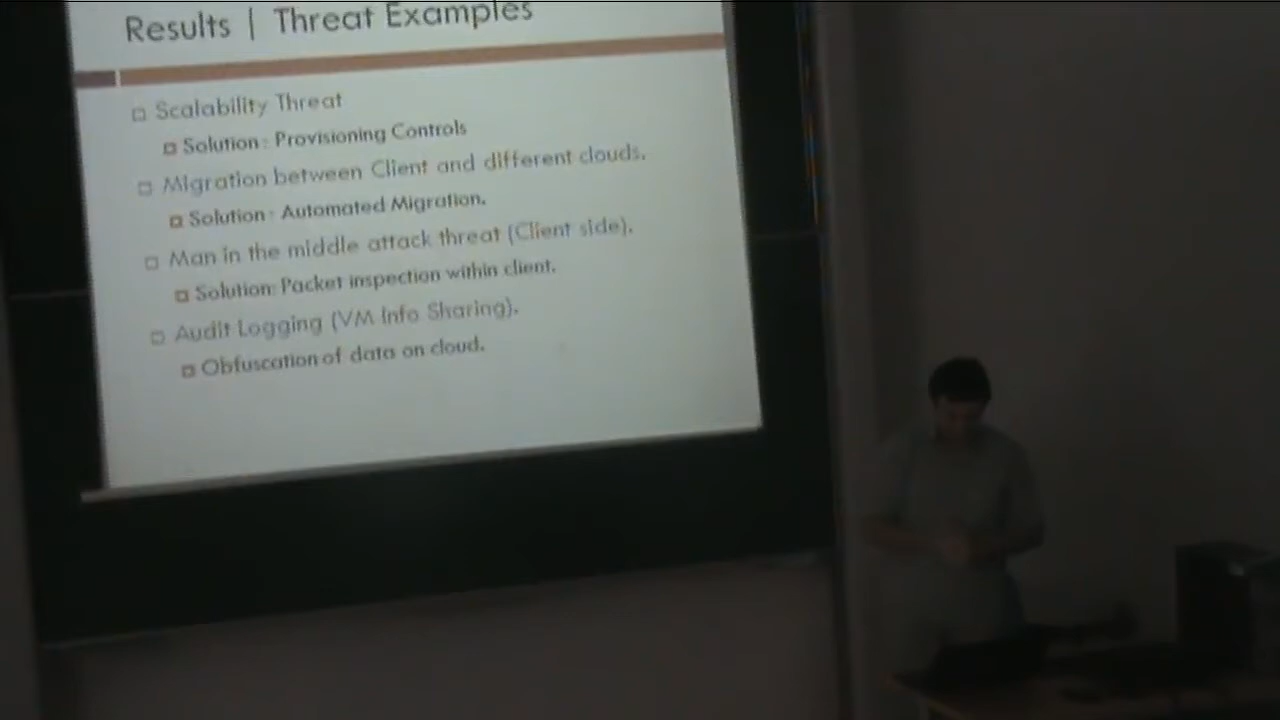 Results | Threat Examples
Scalability Threat
Solution : Provisioning Controls
Migration between Client and different clouds.
Solution : Automated Migration.
Man in the middle attack threat (Client side).
Solution: Packet inspection within client.
Audit Logging (VM Info Sharing).
Obfuscation of data on cloud.